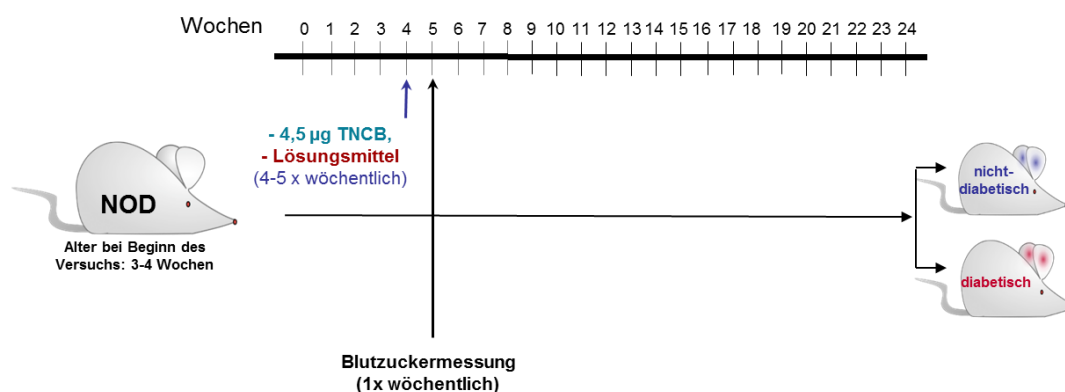 Wochen
0 1 2 3 4 5 6 7 8 9 10 11 12 13 14 15 16 17 18 19 20 21 22 23 24
- 4,5 µg TNCB,
- Lösungsmittel
(4-5 x wöchentlich)
NOD
Alter bei Beginn des
Versuchs: 3-4 Wochen
nicht-
diabetisch
diabetisch
Blutzuckermessung
(1x wöchentlich)